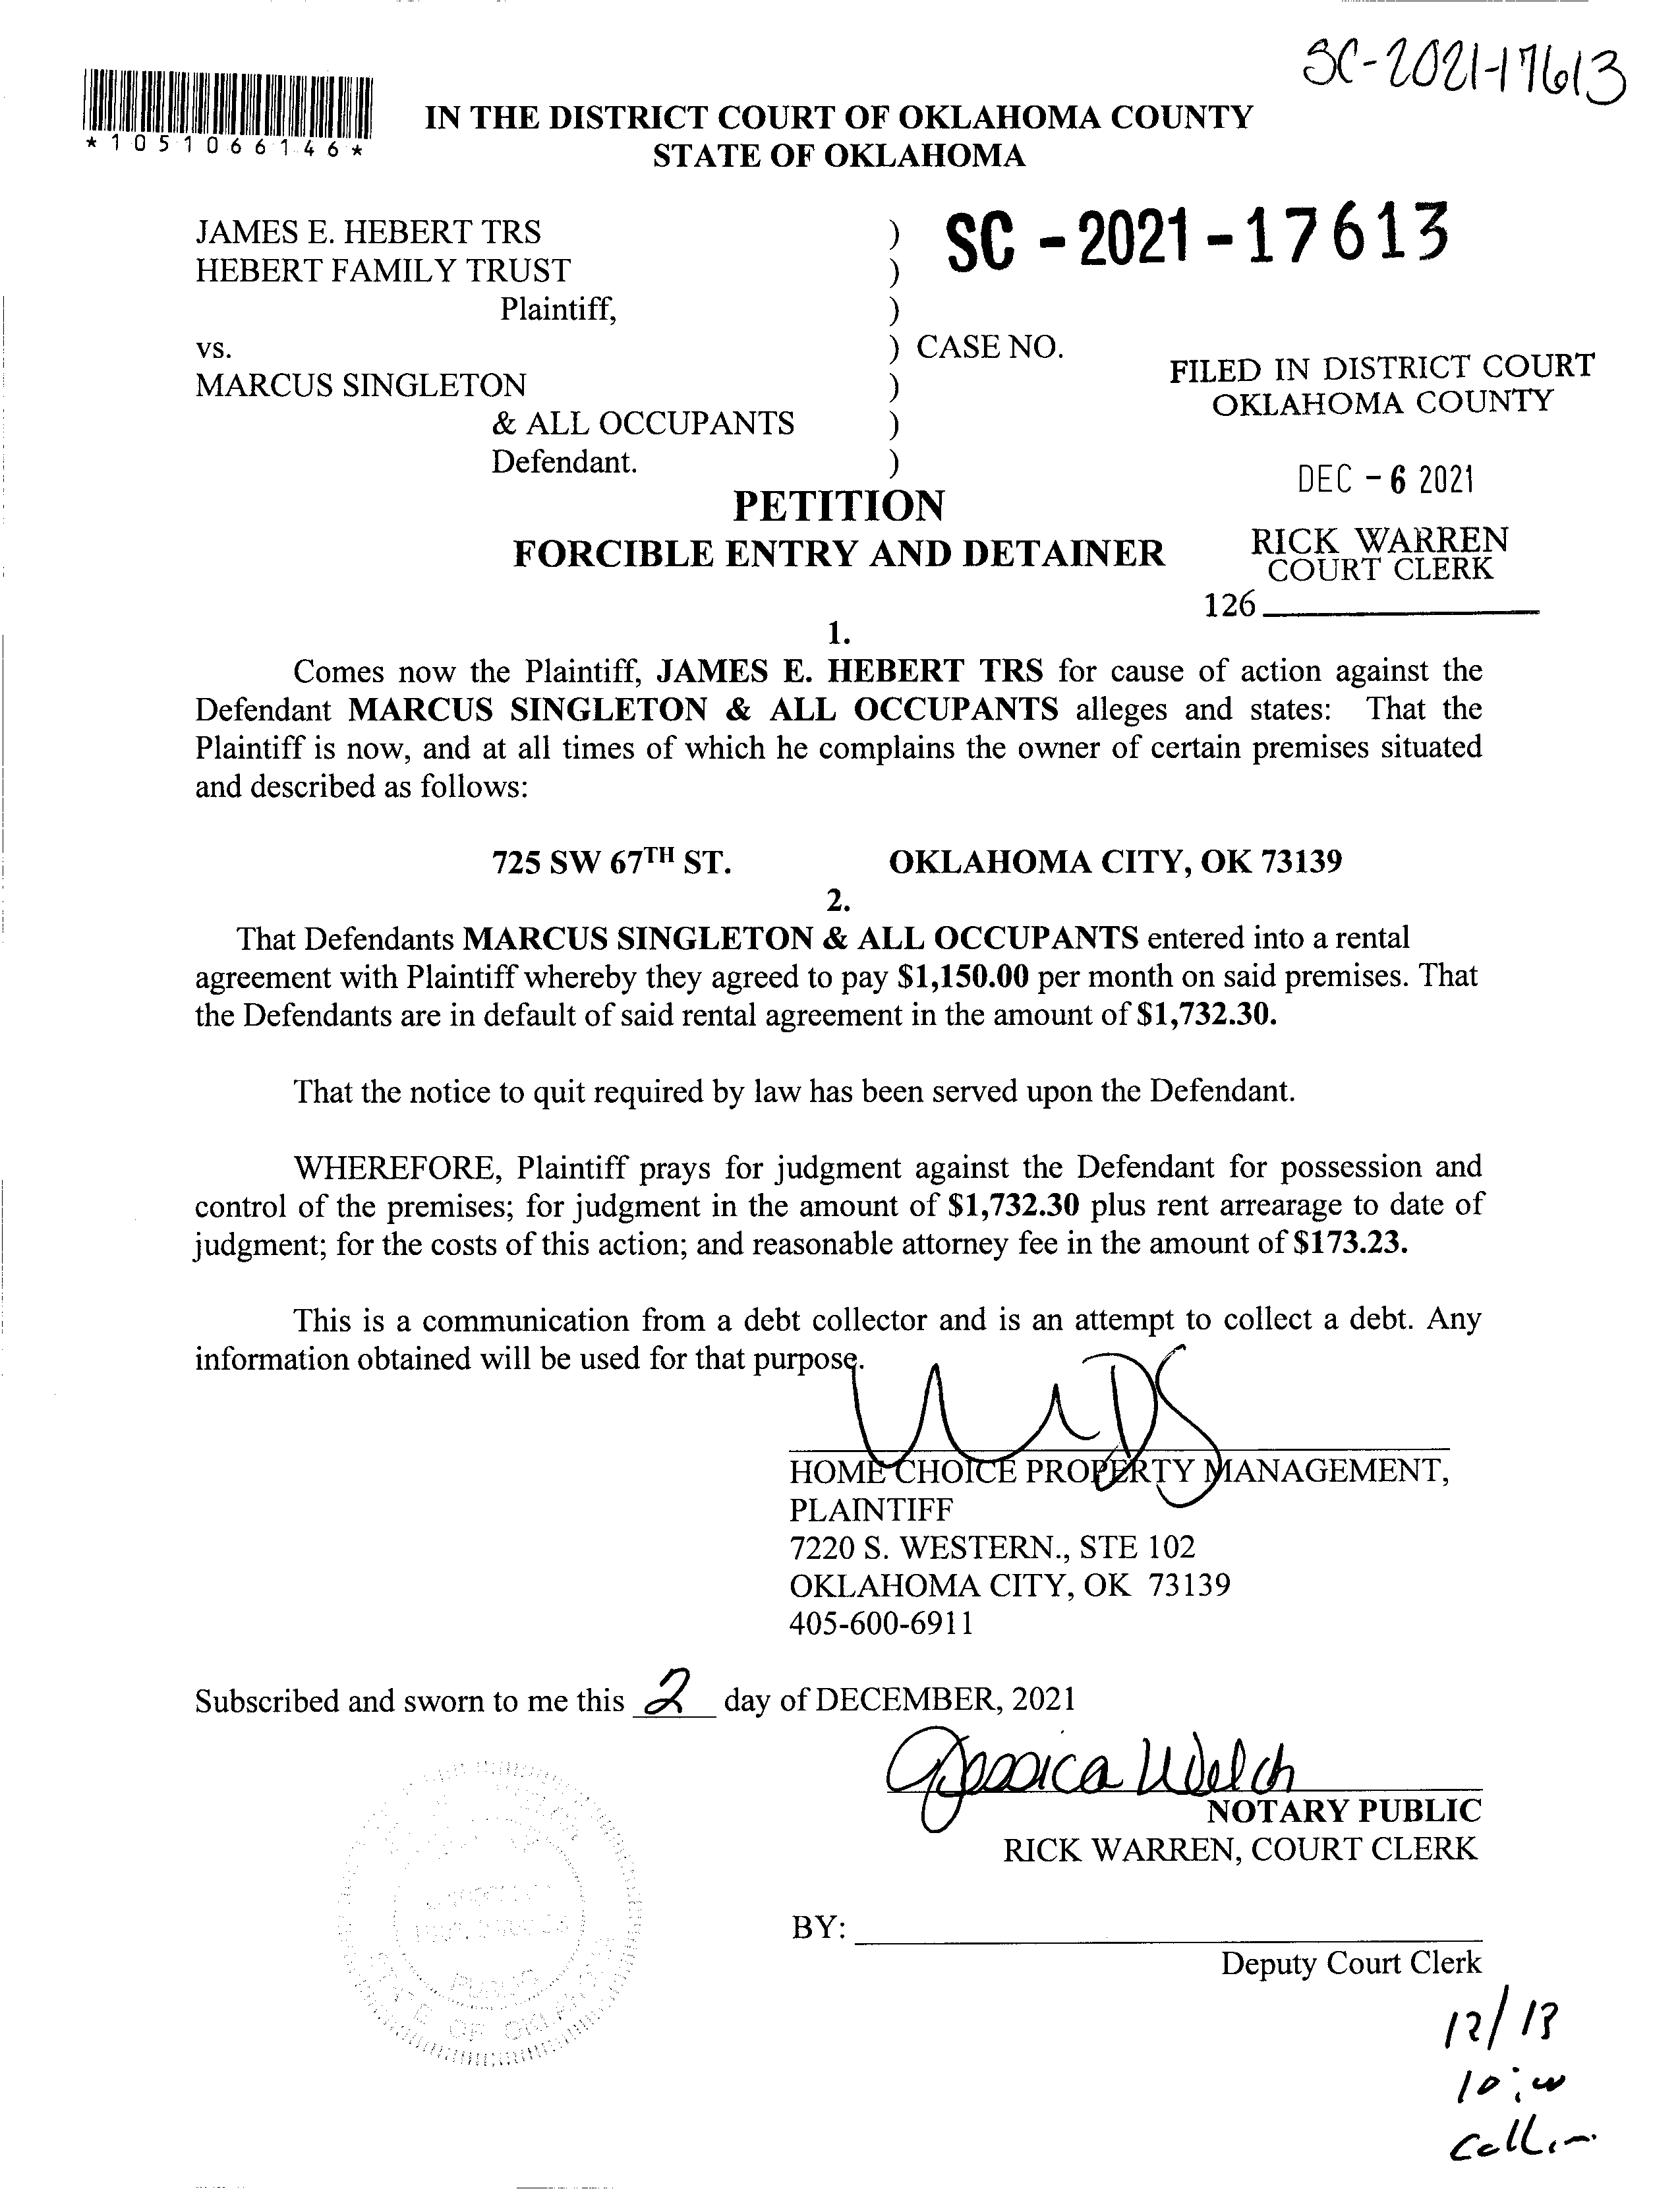 SC-2021-17613
*1051066146*
IN THE DISTRICT COURT OF OKLAHOMA COUNTY
STATE OF OKLAHOMA
JAMES E. HEBERT TRS ) SC - 2021 - 17613
HEBERT FAMILY TRUST )
Plaintiff, )
vs. ) CASE NO.
MARCUS SINGLETON )
& ALL OCCUPANTS )
Defendant. )
FILED IN DISTRICT COURT
OKLAHOMA COUNTY
DEC - 6 2021
RICK WARREN
COURT CLERK
126
PETITION
FORCIBLE ENTRY AND DETAINER
1.
Comes now the Plaintiff, JAMES E. HEBERT TRS for cause of action against the
Defendant MARCUS SINGLETON & ALL OCCUPANTS alleges and states: That the
Plaintiff is now, and at all times of which he complains the owner of certain premises situated
and described as follows:
725 SW 67TH ST. OKLAHOMA CITY, OK 73139
2.
That Defendants MARCUS SINGLETON & ALL OCCUPANTS entered into a rental
agreement with Plaintiff whereby they agreed to pay $1,150.00 per month on said premises. That
the Defendants are in default of said rental agreement in the amount of $1,732.30.
That the notice to quit required by law has been served upon the Defendant.
WHEREFORE, Plaintiff prays for judgment against the Defendant for possession and
control of the premises; for judgment in the amount of $1,732.30 plus rent arrearage to date of
judgment; for the costs of this action; and reasonable attorney fee in the amount of $173.23.
This is a communication from a debt collector and is an attempt to collect a debt. Any
information obtained will be used for that purpose.
HOME CHOICE PROPERTY MANAGEMENT,
PLAINTIFF
7220 S. WESTERN., STE 102
OKLAHOMA CITY, OK 73139
405-600-6911
Subscribed and sworn to me this 2 day of DECEMBER, 2021
Jessica Welch
NOTARY PUBLIC
RICK WARREN, COURT CLERK
BY:
Deputy Court Clerk
PUBLIC
STATE OF OKLAHOMA
12/13